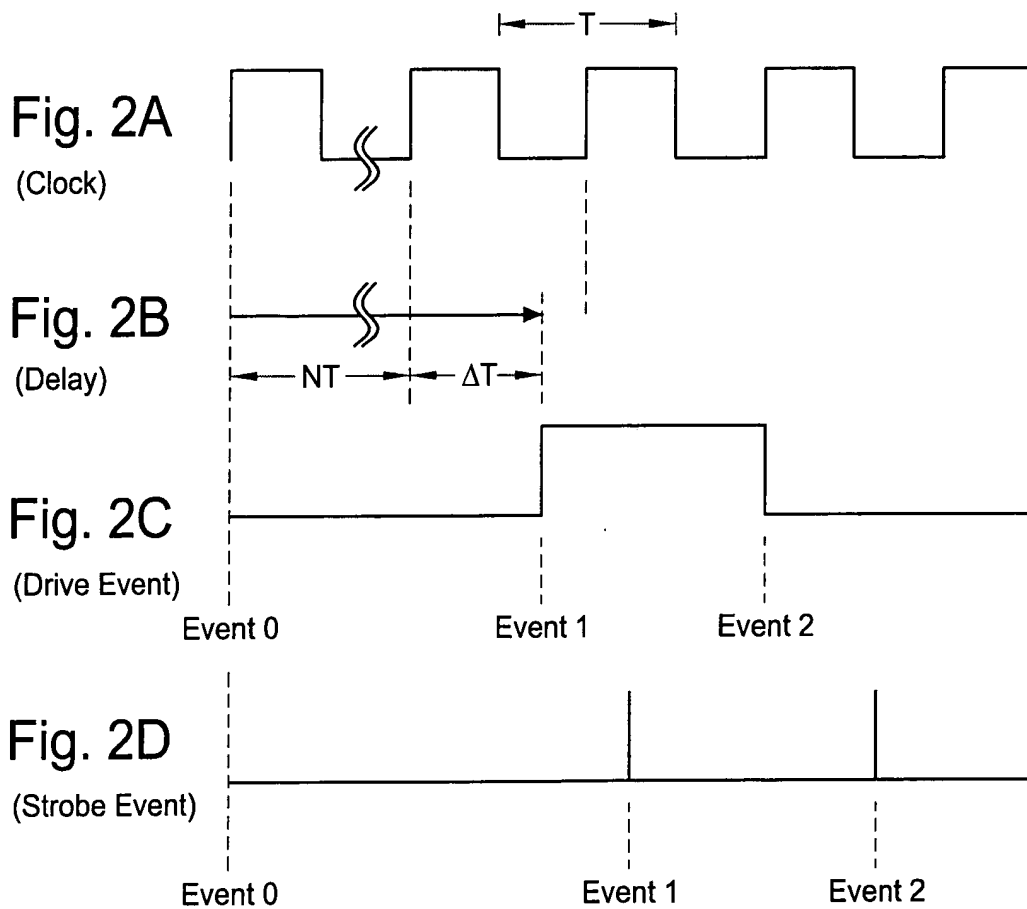 T
Fig. 2A
(Clock)
Fig. 2B
(Delay)
NT
ΔT
Fig. 2C
(Drive Event)
Event 0
Event 1
Event 2
Fig. 2D
(Strobe Event)
Event 0
Event 1
Event 2